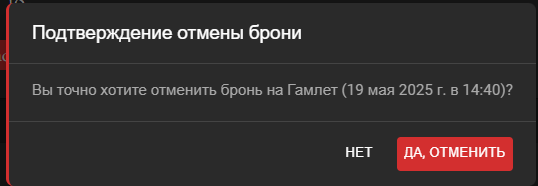 Подтверждение отмены брони
Вы точно хотите отменить бронь на Гамлет (19 мая 2025 г. в 14:40)?
НЕТ
ДА, ОТМЕНИТЬ